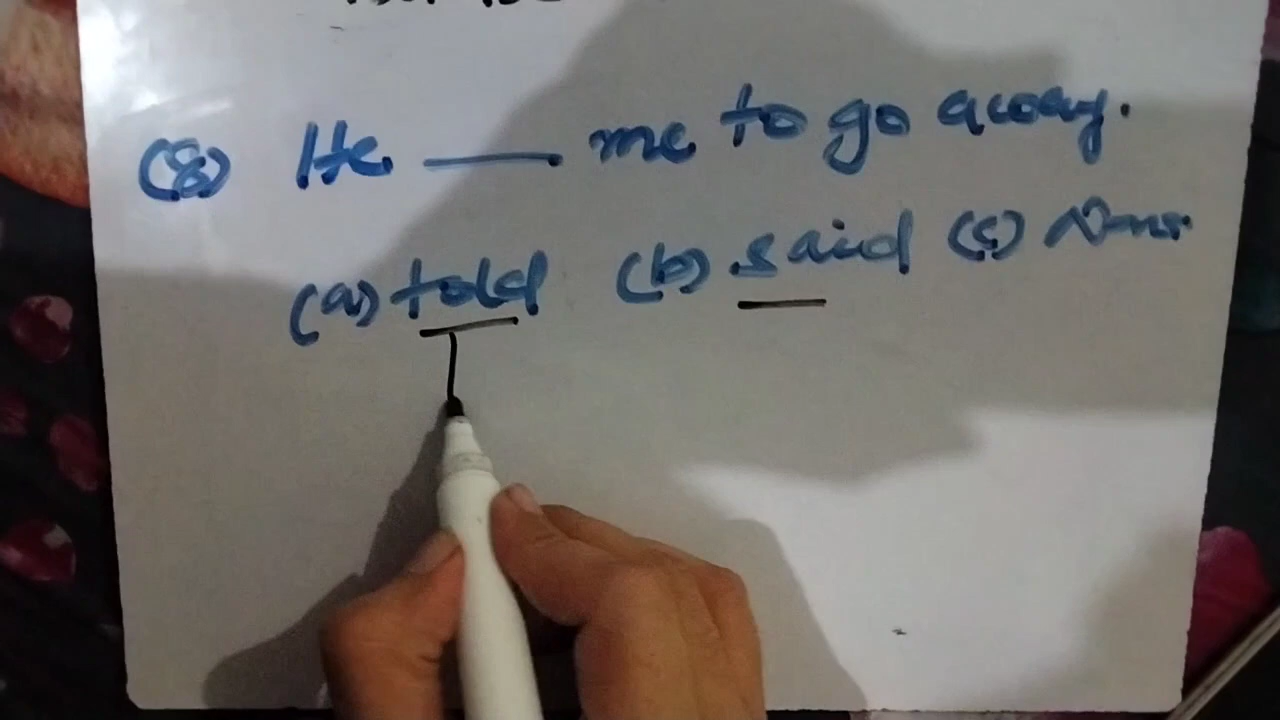 (8) He ___ me to go away.
(a) told (b) said (c) None